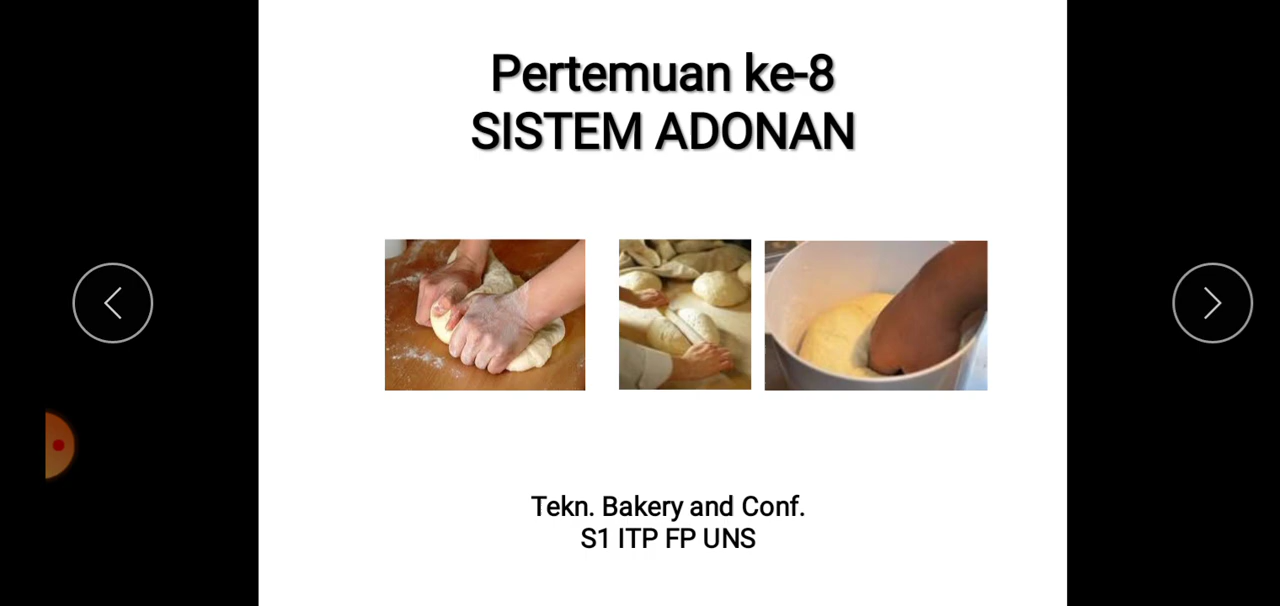 Pertemuan ke-8
SISTEM ADONAN
Tekn. Bakery and Conf.
S1 ITP FP UNS